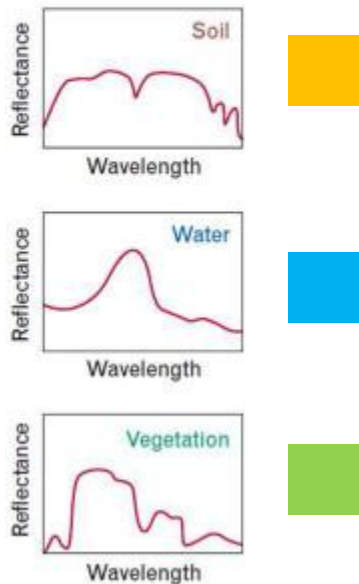 Soil
Reflectance
Wavelength
Water
Reflectance
Wavelength
Vegetation
Reflectance
Wavelength